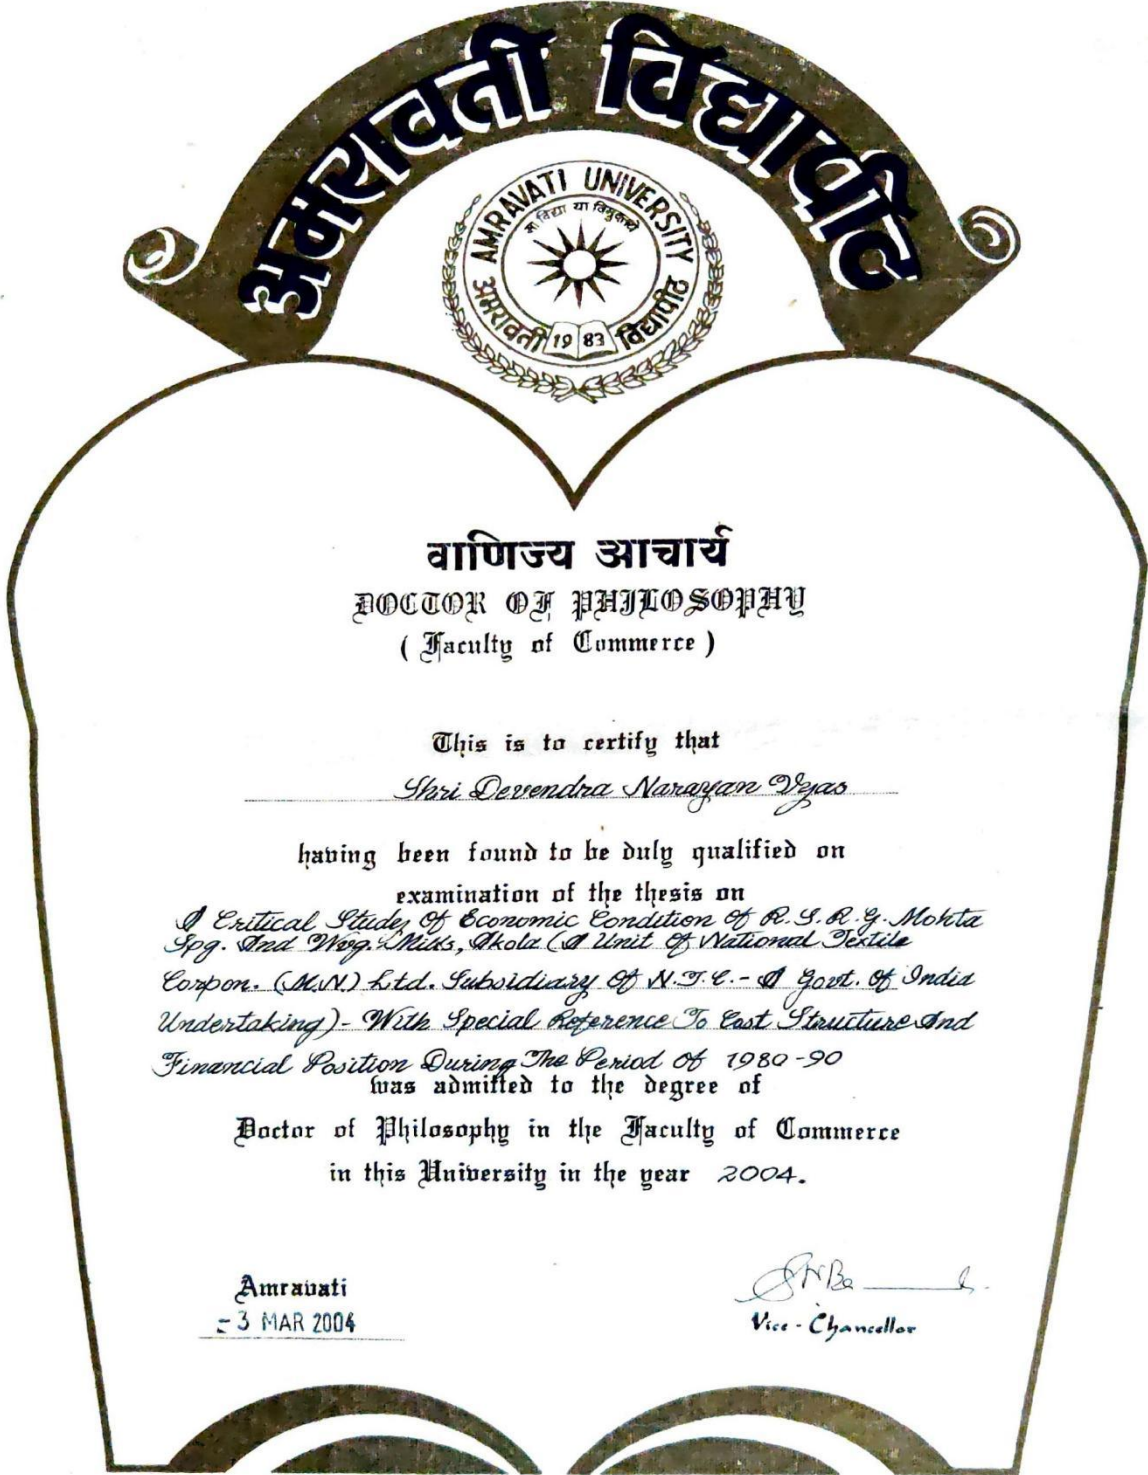 अमरावती विद्यापीठ
AMRAVATI UNIVERSITY
सा विद्या या विमुक्तये
अमरावती विद्यापीठ
19 83
वाणिज्य आचार्य
DOCTOR OF PHILOSOPHY
( Faculty of Commerce )
This is to certify that
Shri Devendra Narayan Vyas
having been found to be duly qualified on
examination of the thesis on
A Critical Study Of Economic Condition Of R.S.R.G. Mohta
Spg. And Wvg. Mills, Akola (A Unit Of National Textile
Corpon. (M.N.) Ltd. Subsidiary Of N.T.C. - A Govt. Of India
Undertaking) - With Special Reference To Cost Structure And
Financial Position During The Period Of 1980-90
was admitted to the degree of
Doctor of Philosophy in the Faculty of Commerce
in this University in the year 2004.
Amravati
-3 MAR 2004
Vice - Chancellor